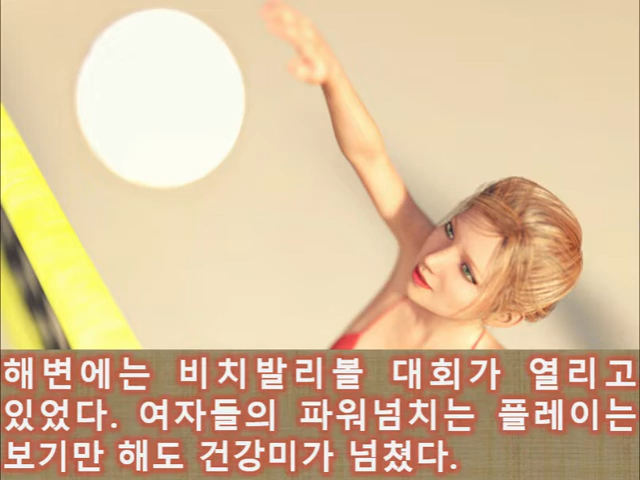 해변에는 비치발리볼 대회가 열리고
있었다. 여자들의 파워넘치는 플레이는
보기만 해도 건강미가 넘쳤다.